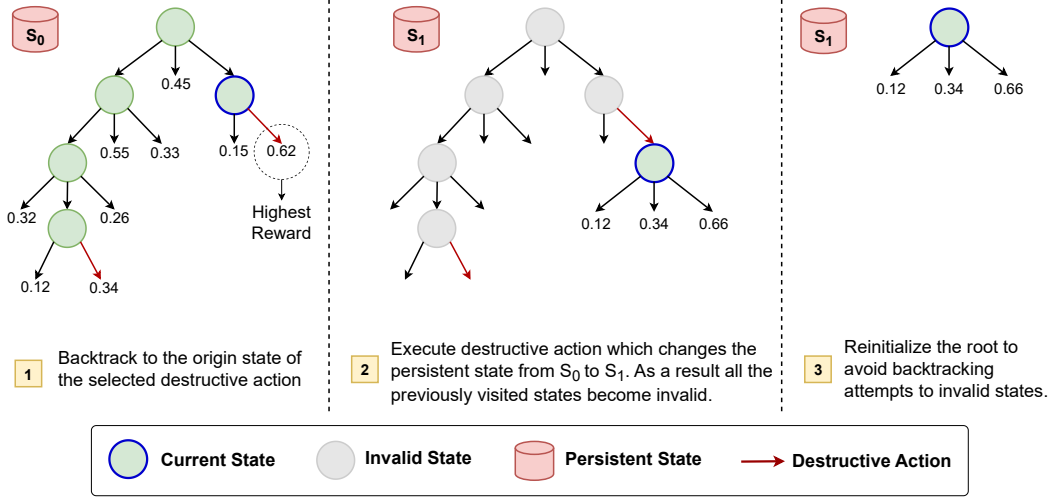 S0
0.45
0.55
0.33
0.15
0.62
0.32
0.26
Highest
Reward
0.12
0.34
1
Backtrack to the origin state of
the selected destructive action
S1
0.12
0.34
0.66
2
Execute destructive action which changes the
persistent state from S0 to S1. As a result all the
previously visited states become invalid.
S1
0.12
0.34
0.66
3
Reinitialize the root to
avoid backtracking
attempts to invalid states.
Current State
Invalid State
Persistent State
Destructive Action